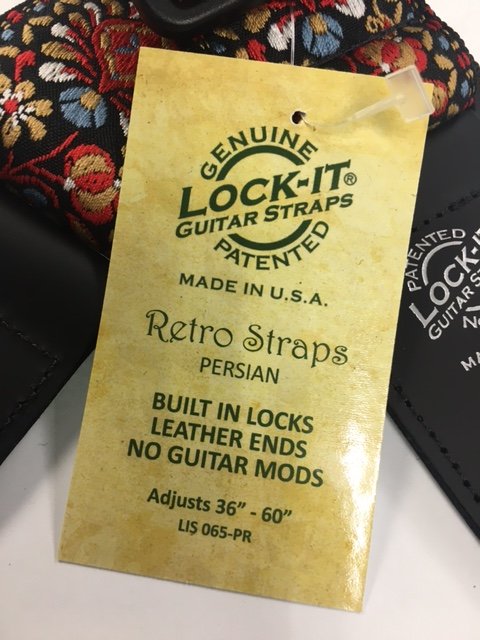 GENUINE
LOCK-IT®
GUITAR STRAPS
PATENTED
MADE IN U.S.A.
Retro Straps
PERSIAN
BUILT IN LOCKS
LEATHER ENDS
NO GUITAR MODS
Adjusts 36” - 60”
LIS 065-PR
PATENTED
LOCK-IT
GUITAR STRAPS